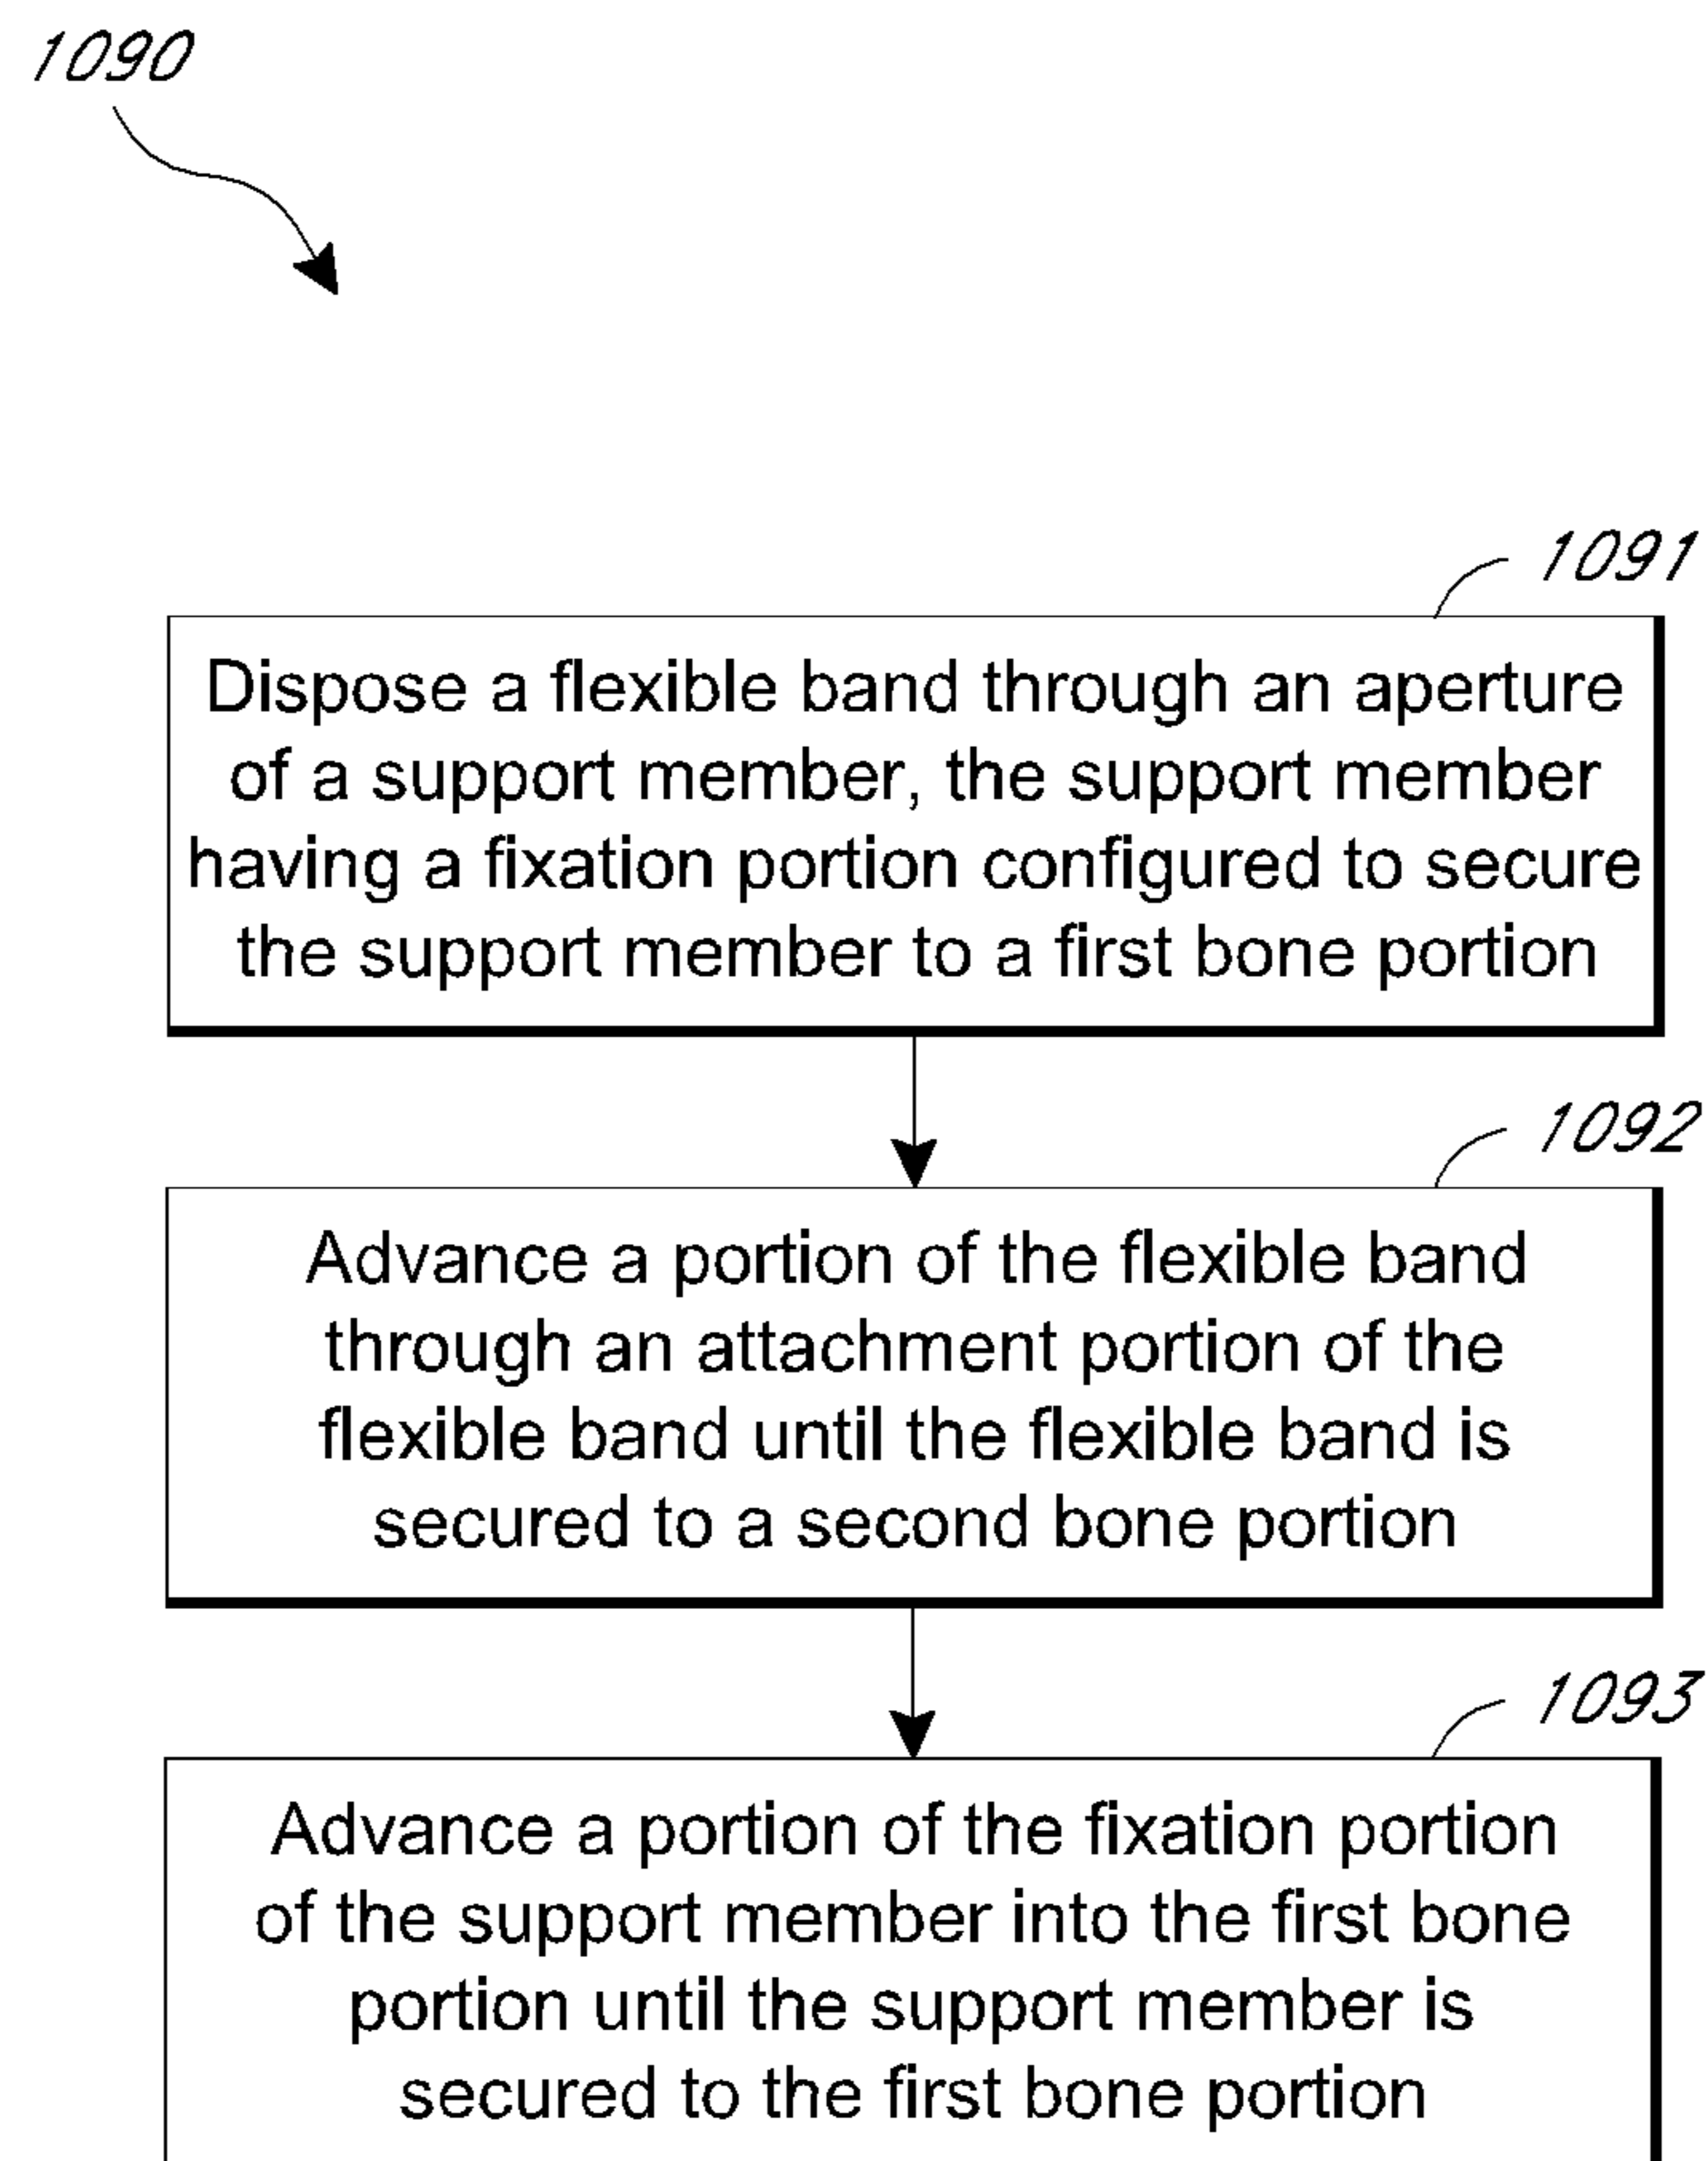 1090
1091
Dispose a flexible band through an aperture
of a support member, the support member
having a fixation portion configured to secure
the support member to a first bone portion
1092
Advance a portion of the flexible band
through an attachment portion of the
flexible band until the flexible band is
secured to a second bone portion
1093
Advance a portion of the fixation portion
of the support member into the first bone
portion until the support member is
secured to the first bone portion